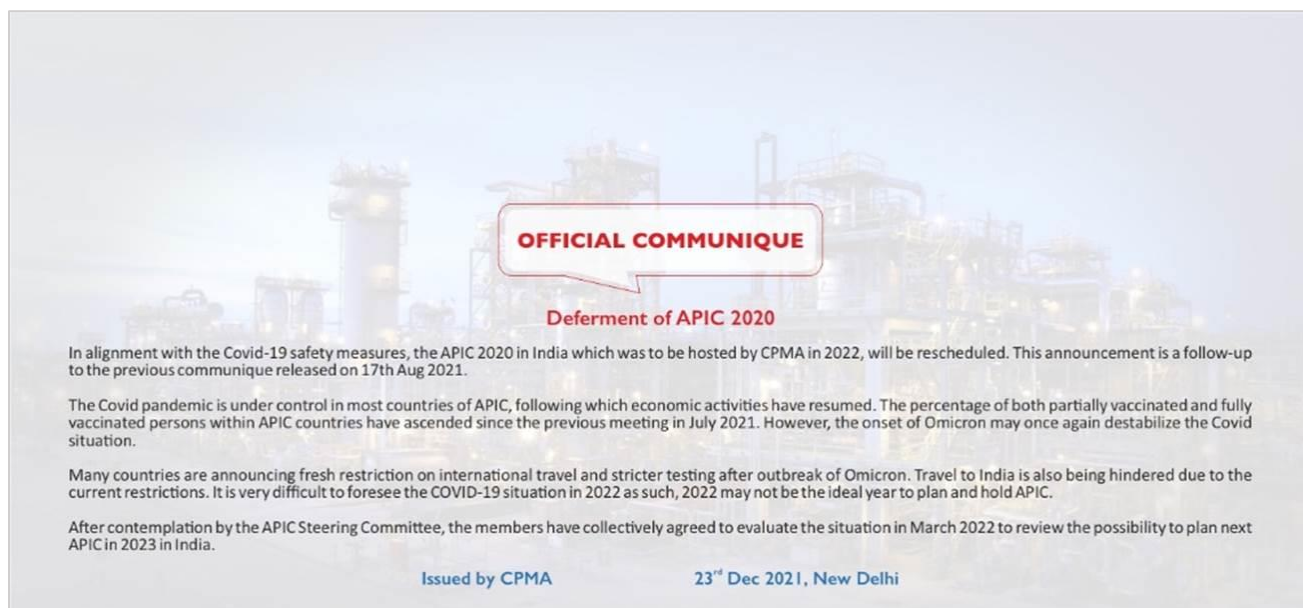 OFFICIAL COMMUNIQUE
Deferment of APIC 2020
In alignment with the Covid-19 safety measures, the APIC 2020 in India which was to be hosted by CPMA in 2022, will be rescheduled. This announcement is a follow-up
to the previous communique released on 17th Aug 2021.
The Covid pandemic is under control in most countries of APIC, following which economic activities have resumed. The percentage of both partially vaccinated and fully
vaccinated persons within APIC countries have ascended since the previous meeting in July 2021. However, the onset of Omicron may once again destabilize the Covid
situation.
Many countries are announcing fresh restriction on international travel and stricter testing after outbreak of Omicron. Travel to India is also being hindered due to the
current restrictions. It is very difficult to foresee the COVID-19 situation in 2022 as such, 2022 may not be the ideal year to plan and hold APIC.
After contemplation by the APIC Steering Committee, the members have collectively agreed to evaluate the situation in March 2022 to review the possibility to plan next
APIC in 2023 in India.
Issued by CPMA 23rd Dec 2021, New Delhi